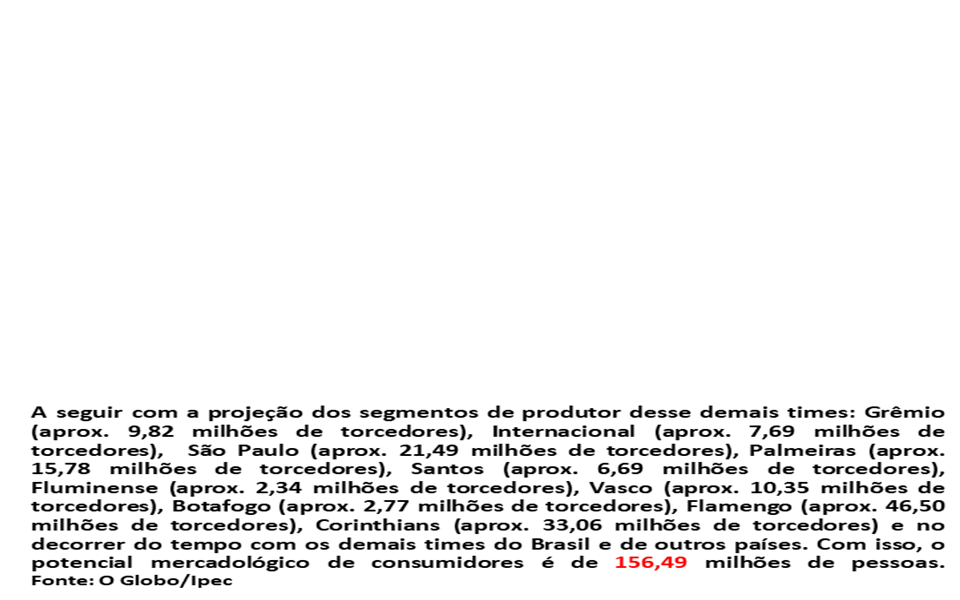 A seguir com a projeção dos segmentos de produtor desse demais times: Grêmio
(aprox. 9,82 milhões de torcedores), Internacional (aprox. 7,69 milhões de
torcedores), São Paulo (aprox. 21,49 milhões de torcedores), Palmeiras (aprox.
15,78 milhões de torcedores), Santos (aprox. 6,69 milhões de torcedores),
Fluminense (aprox. 2,34 milhões de torcedores), Vasco (aprox. 10,35 milhões de
torcedores), Botafogo (aprox. 2,77 milhões de torcedores), Flamengo (aprox. 46,50
milhões de torcedores), Corinthians (aprox. 33,06 milhões de torcedores) e no
decorrer do tempo com os demais times do Brasil e de outros países. Com isso, o
potencial mercadológico de consumidores é de 156,49 milhões de pessoas.
Fonte: O Globo/Ipec